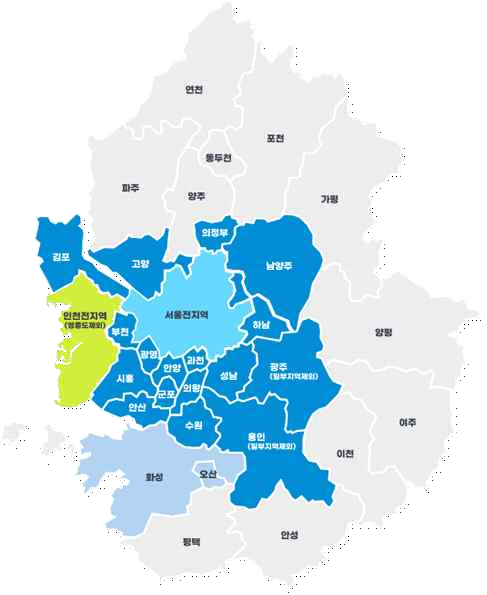 연천
포천
동두천
파주
양주
가평
의정부
김포
고양
남양주
인천전지역
(영종도제외)
서울전지역
부천
하남
양평
광명
과천
안양
시흥
성남
광주
(일부지역제외)
의왕
군포
안산
여주
수원
용인
(일부지역제외)
이천
화성
오산
평택
안성